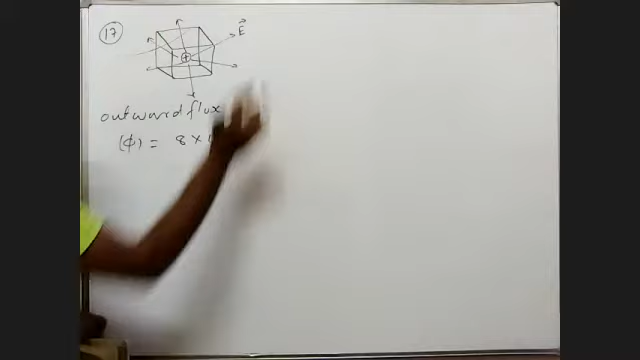 17
E
+
outward flux
(ϕ) = 8 ×